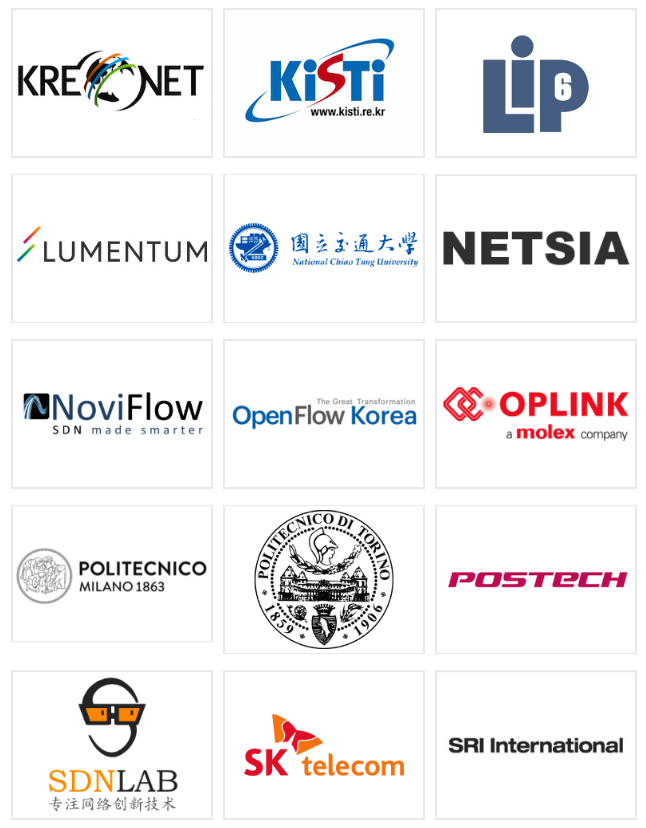 KREONET
KiSTi
www.kisti.re.kr
LiP6
LUMENTUM
國立交通大學
National Chiao Tung University
NETSIA
NoviFlow
SDN made smarter
The Great Transformation
OpenFlow Korea
OPLINK
a molex company
POLITECNICO
MILANO 1863
POLITECNICO DI TORINO
1859 1906
POSTECH
SDNLAB
专注网络创新技术
SK telecom
SRI International